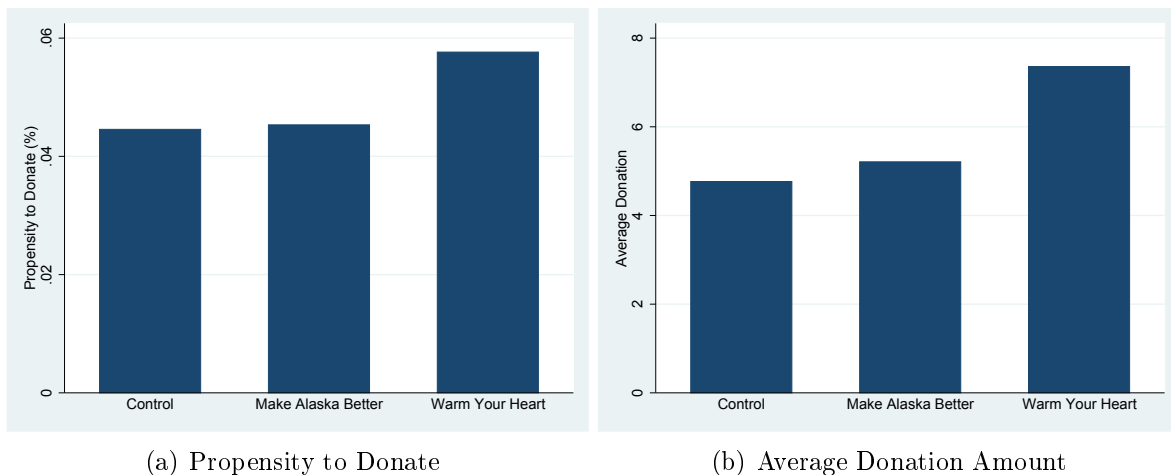 Propensity to Donate (%)
.06
.04
.02
0
Control
Make Alaska Better
Warm Your Heart
(a) Propensity to Donate
Average Donation
8
6
4
2
0
Control
Make Alaska Better
Warm Your Heart
(b) Average Donation Amount